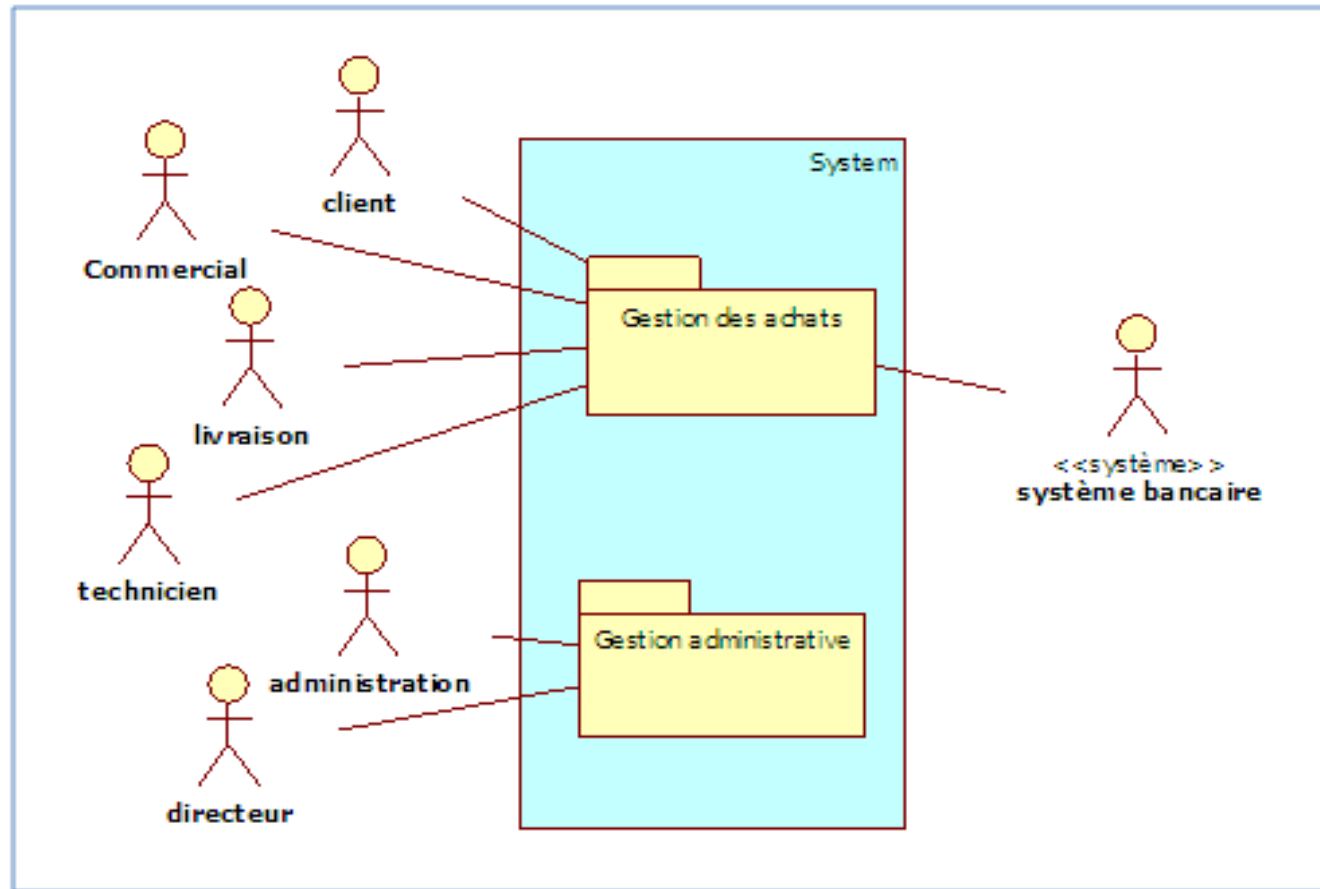 System
client
Commercial
Gestion des achats
livraison
<<système>>
système bancaire
technicien
Gestion administrative
administration
directeur